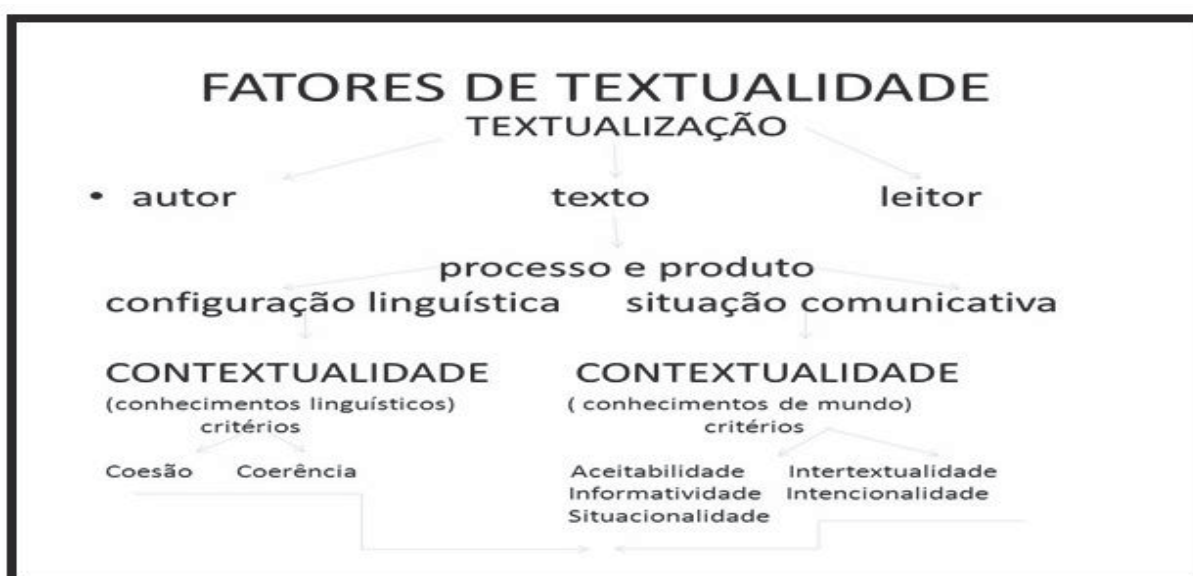 FATORES DE TEXTUALIDADE
TEXTUALIZAÇÃO
• autor texto leitor
processo e produto
configuração linguística situação comunicativa
CONTEXTUALIDADE CONTEXTUALIDADE
(conhecimentos linguísticos) ( conhecimentos de mundo)
critérios critérios
Coesão Coerência Aceitabilidade Intertextualidade
Informatividade Intencionalidade
Situacionalidade